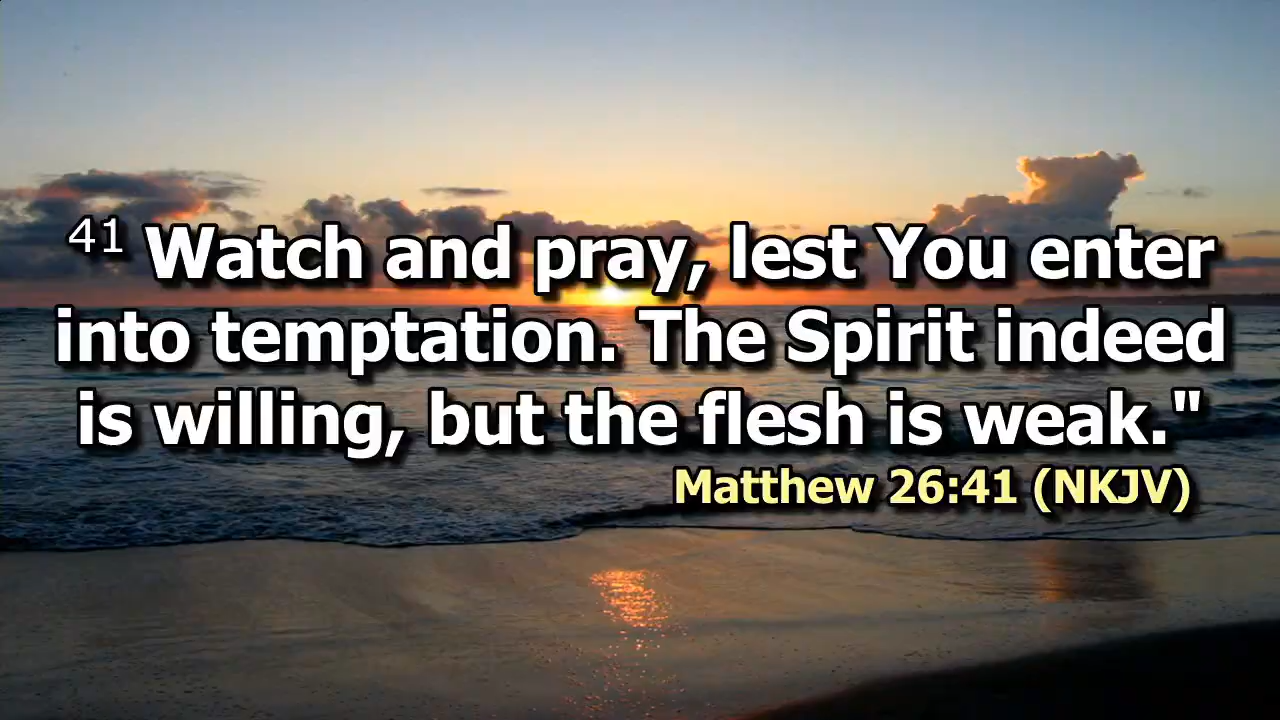 41 Watch and pray, lest You enter
into temptation. The Spirit indeed
is willing, but the flesh is weak."
Matthew 26:41 (NKJV)